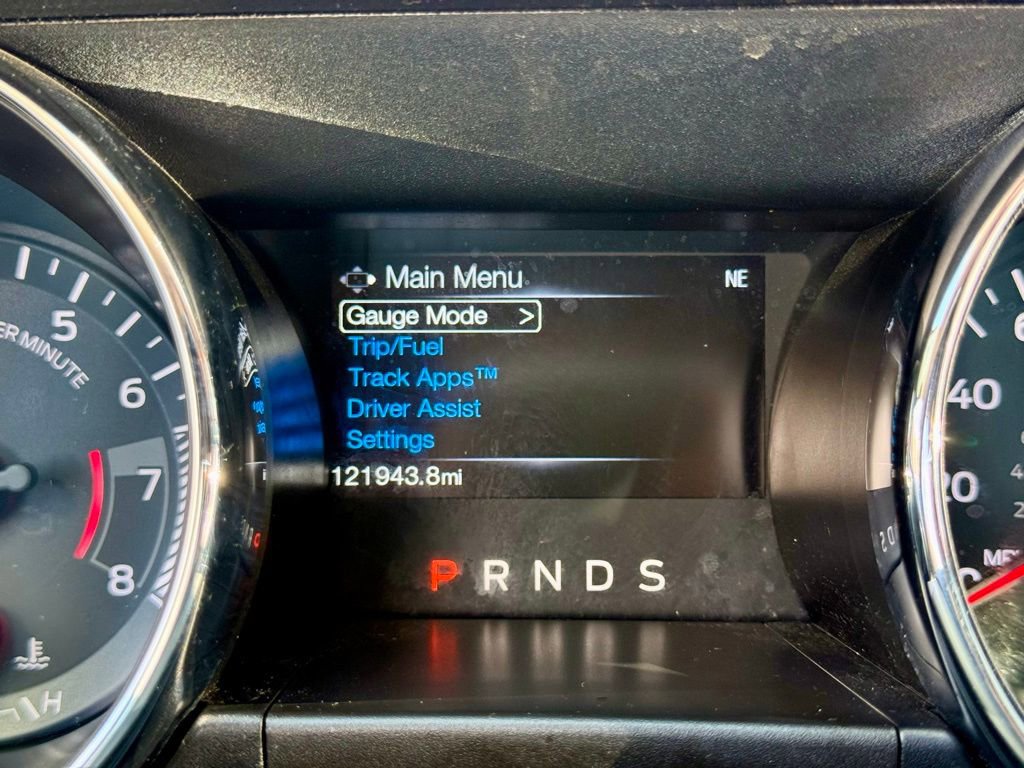 Main Menu NE
Gauge Mode >
Trip/Fuel
Track Apps™
Driver Assist
Settings
121943.8mi
P R N D S
5
ER MINUTE
6
7
8
H
40
20